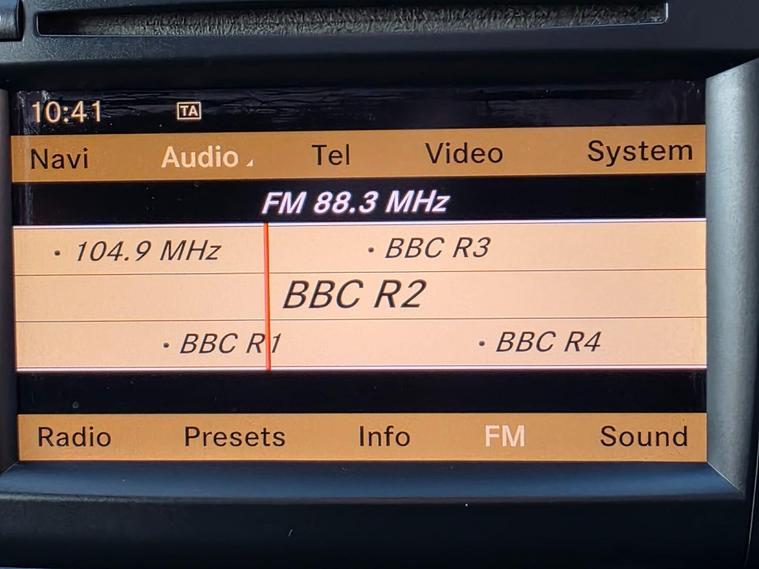 10:41 TA
Navi Audio Tel Video System
FM 88.3 MHz
· 104.9 MHz · BBC R3
BBC R2
· BBC R1 · BBC R4
Radio Presets Info FM Sound